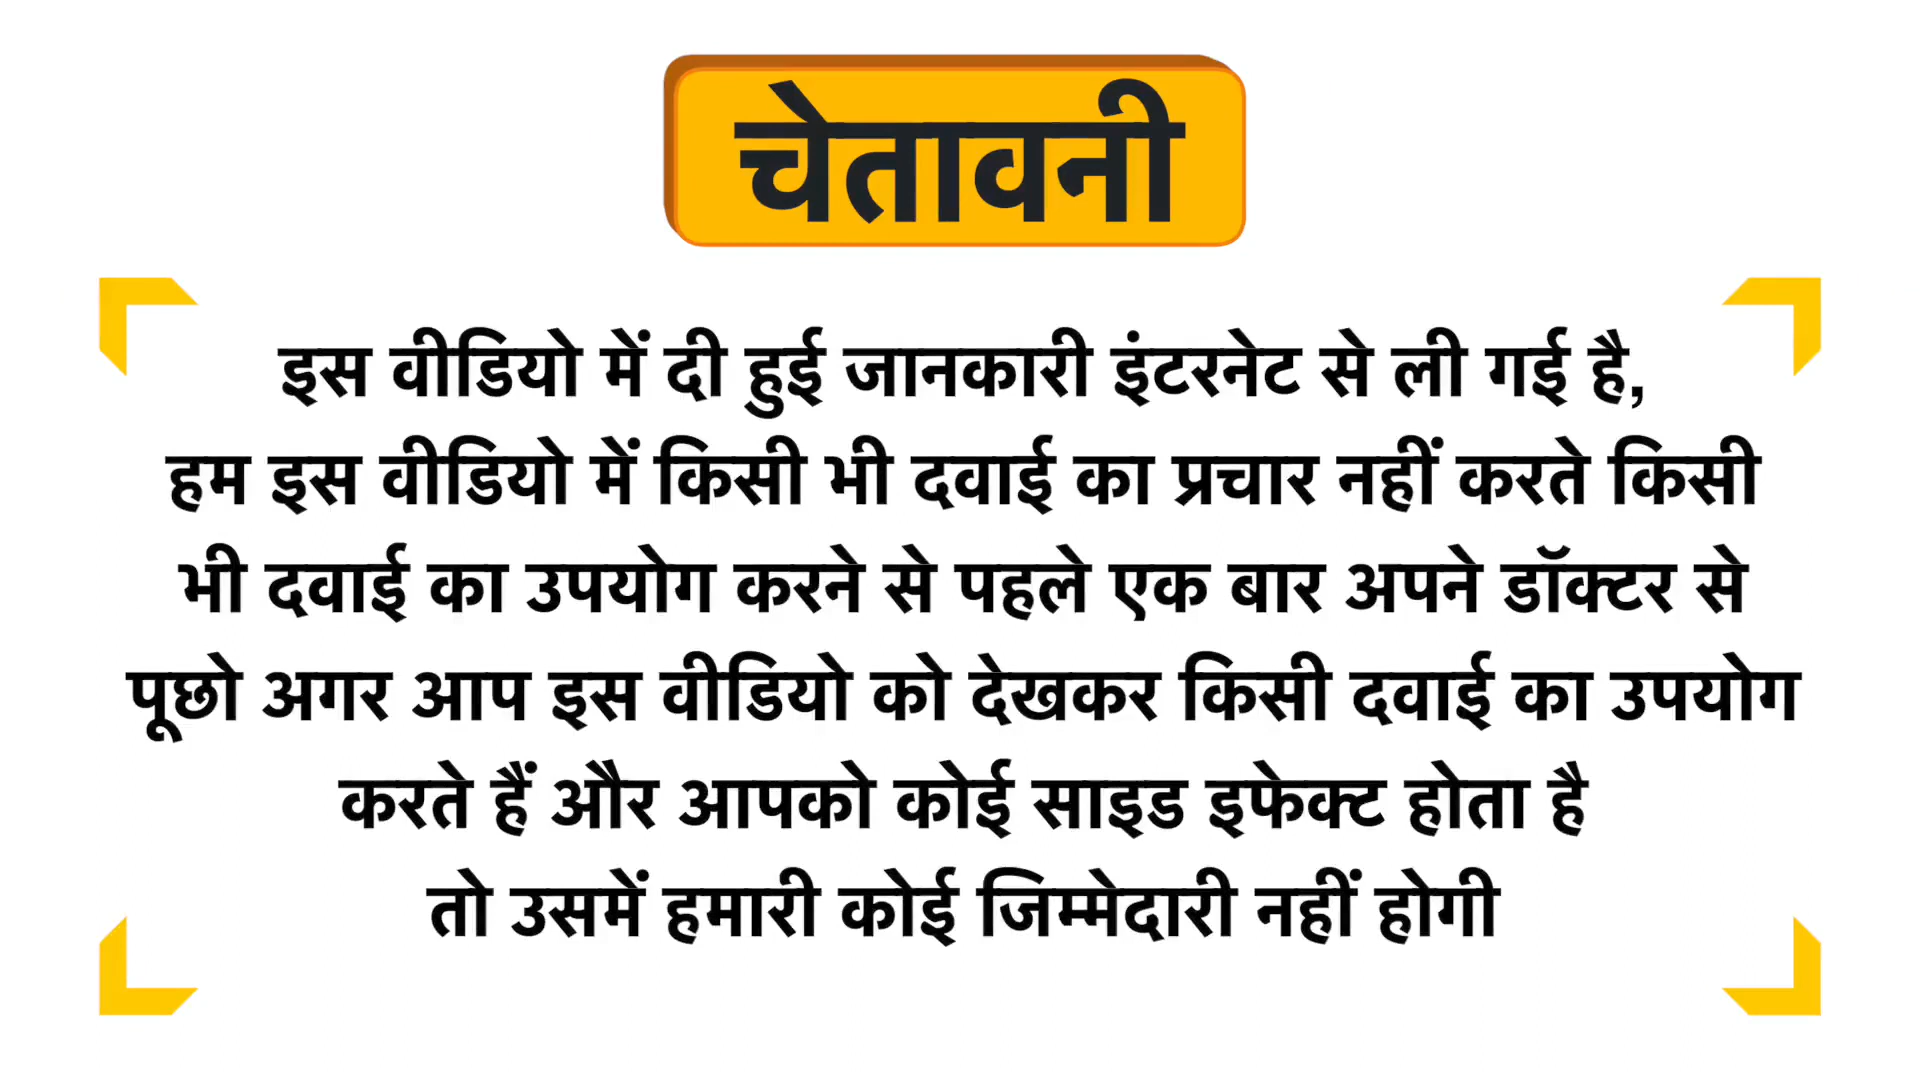 चेतावनी
इस वीडियो में दी हुई जानकारी इंटरनेट से ली गई है,
हम इस वीडियो में किसी भी दवाई का प्रचार नहीं करते किसी
भी दवाई का उपयोग करने से पहले एक बार अपने डॉक्टर से
पूछो अगर आप इस वीडियो को देखकर किसी दवाई का उपयोग
करते हैं और आपको कोई साइड इफेक्ट होता है
तो उसमें हमारी कोई जिम्मेदारी नहीं होगी